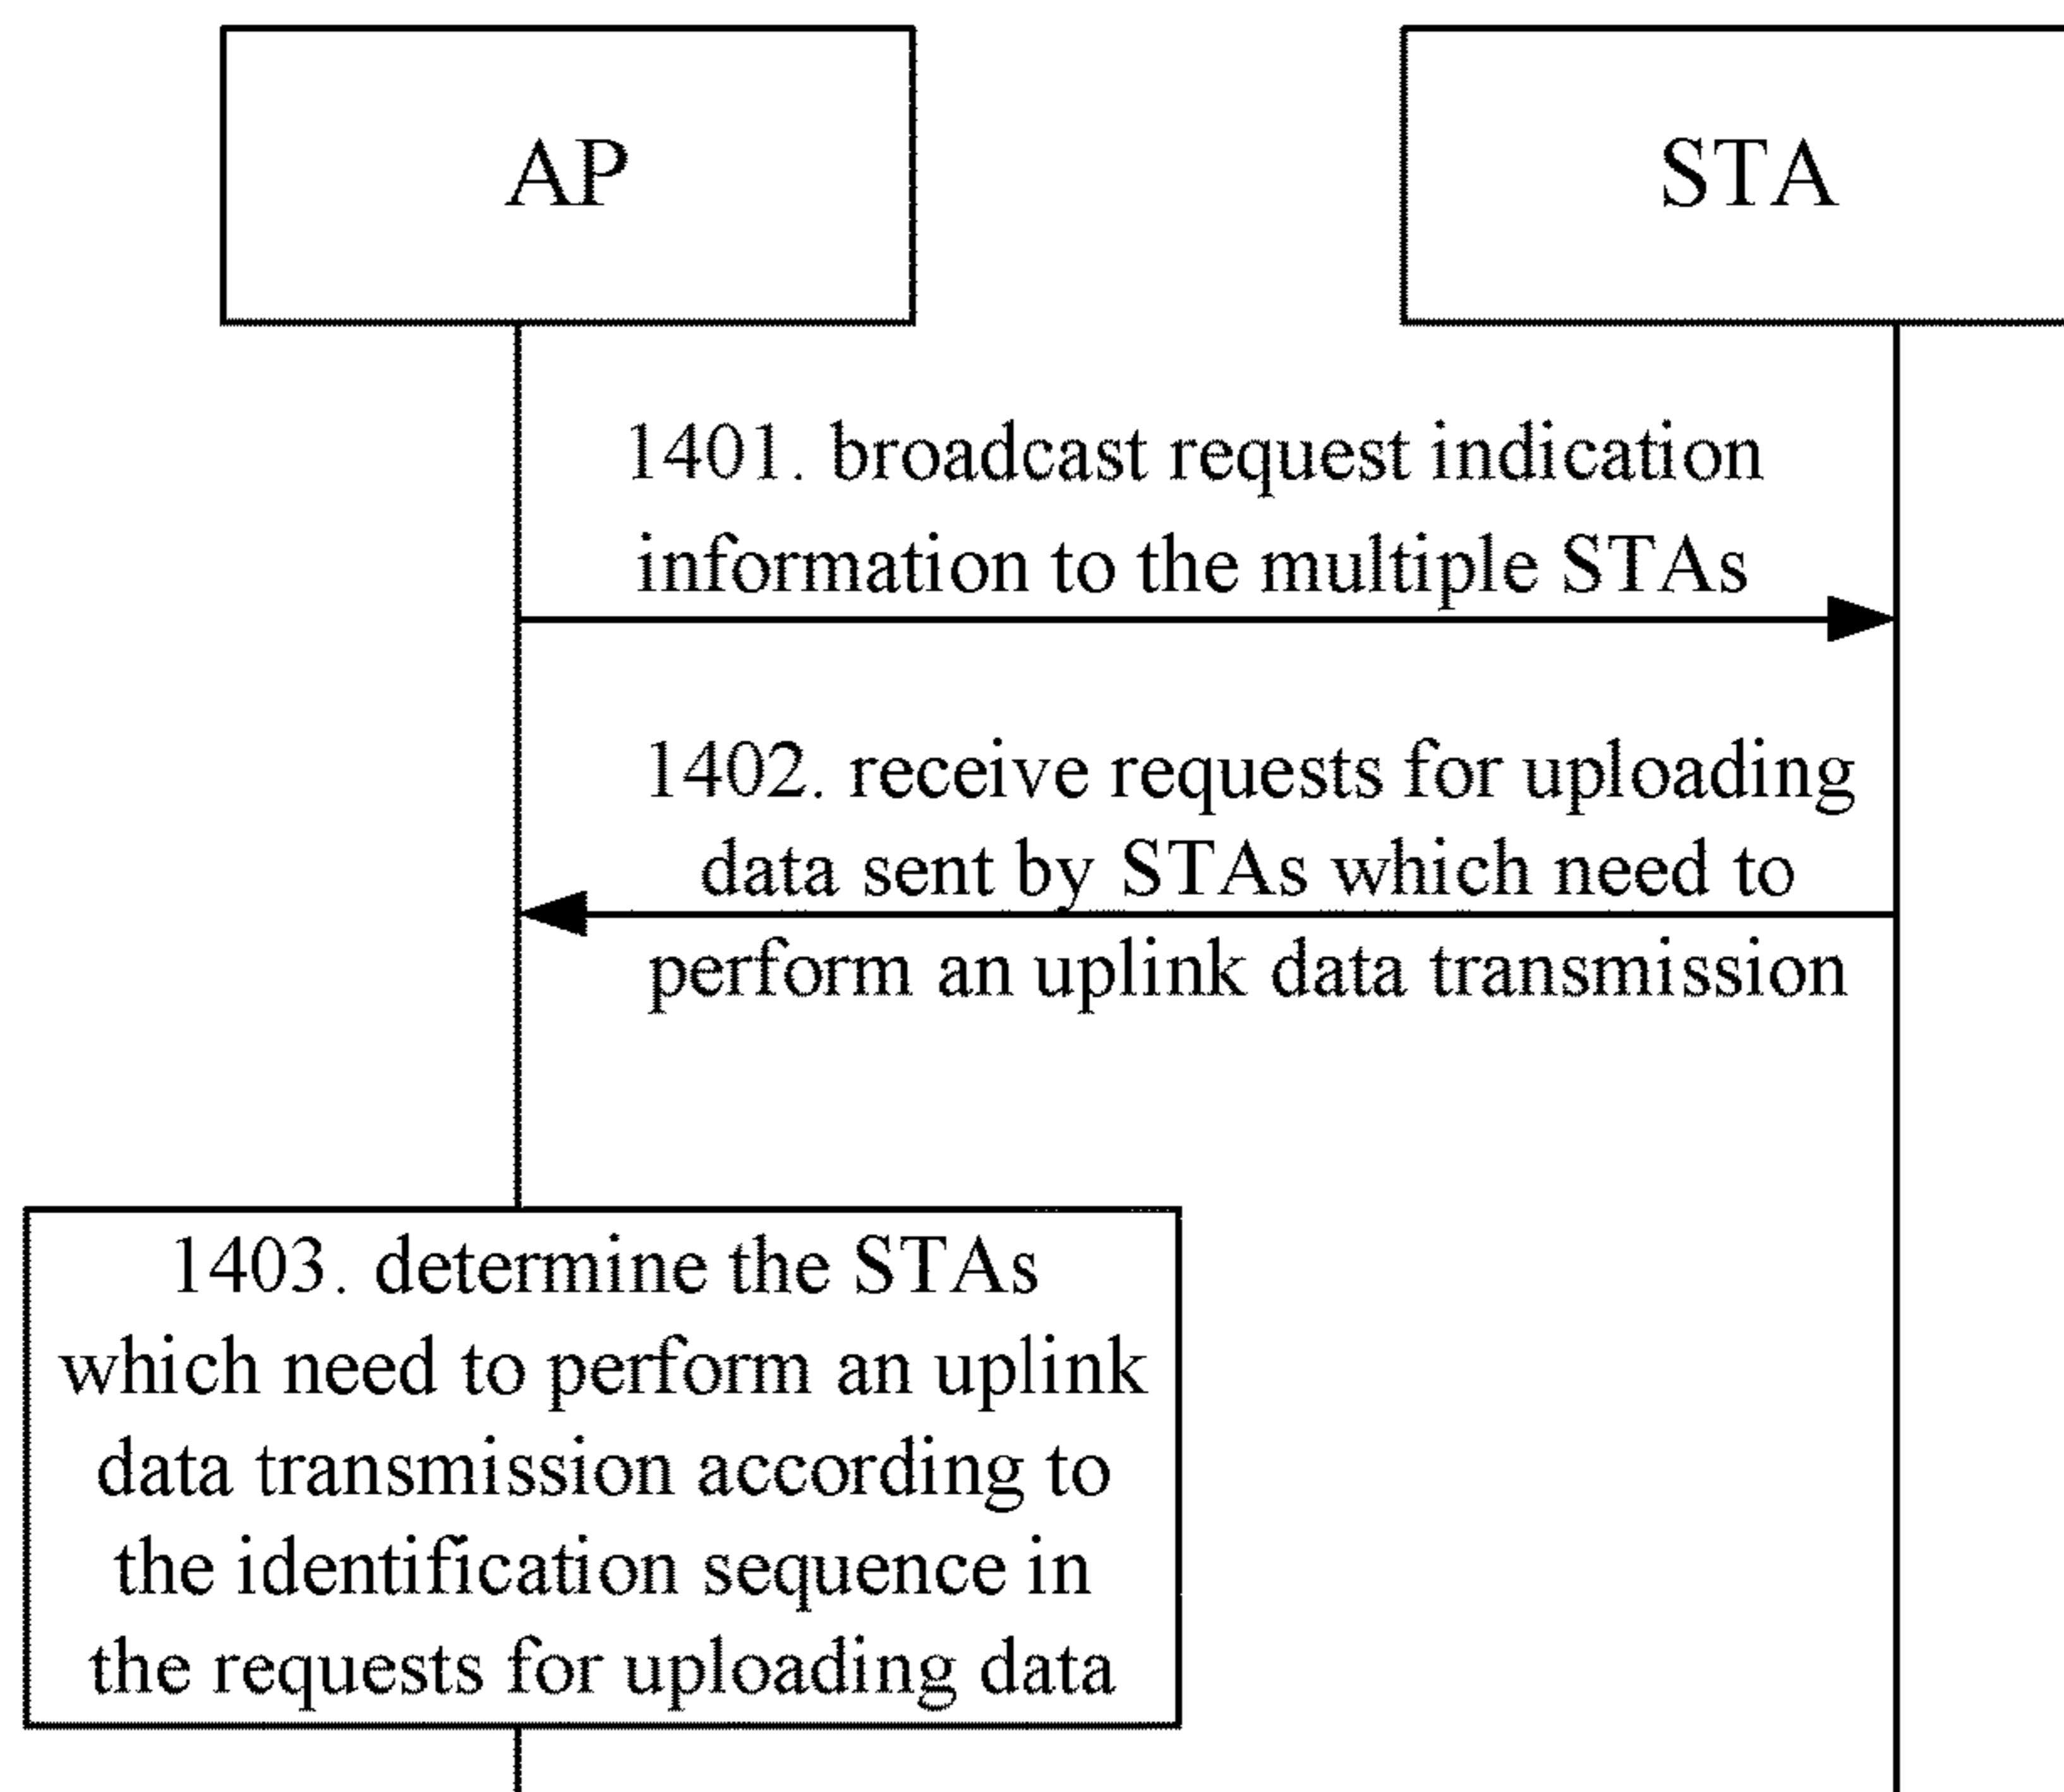 AP
STA
1401. broadcast request indication
information to the multiple STAs
1402. receive requests for uploading
data sent by STAs which need to
perform an uplink data transmission
1403. determine the STAs
which need to perform an uplink
data transmission according to
the identification sequence in
the requests for uploading data